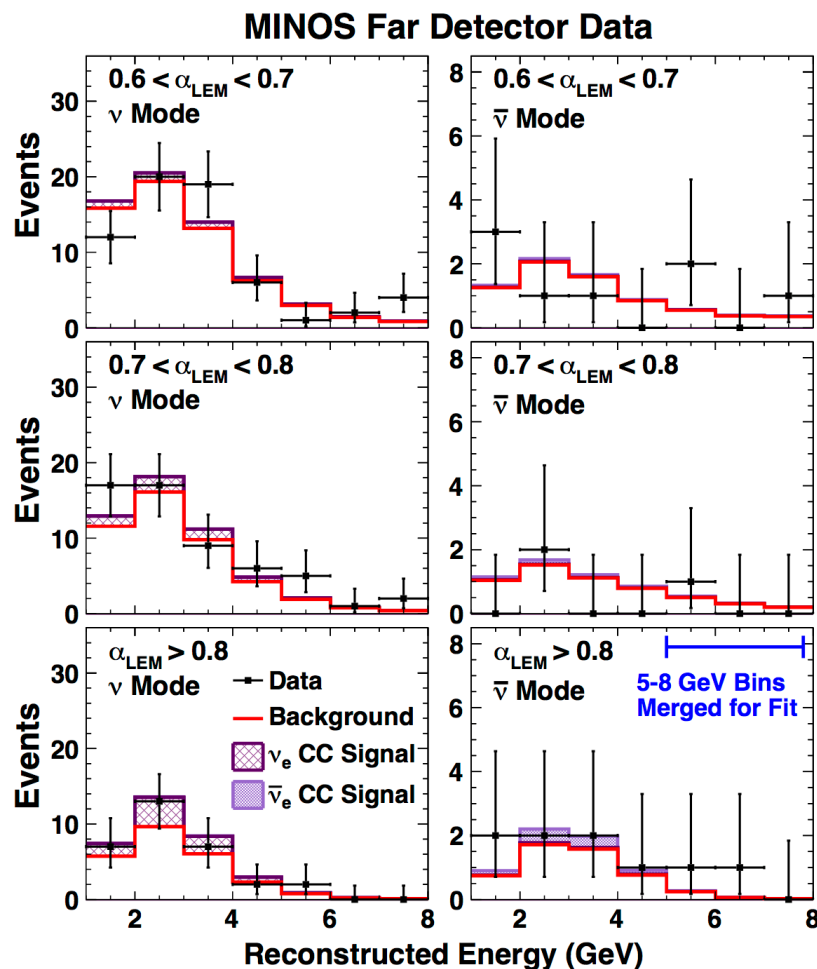 MINOS Far Detector Data
0.6 < α_LEM < 0.7
ν Mode
Events
30
20
10
0
0.6 < α_LEM < 0.7
ν̅ Mode
8
6
4
2
0
0.7 < α_LEM < 0.8
ν Mode
Events
30
20
10
0
0.7 < α_LEM < 0.8
ν̅ Mode
8
6
4
2
0
α_LEM > 0.8
ν Mode
Data
Background
ν_e CC Signal
ν̅_e CC Signal
Events
30
20
10
0
2 4 6 8
α_LEM > 0.8
ν̅ Mode
5-8 GeV Bins
Merged for Fit
8
6
4
2
0
2 4 6 8
Reconstructed Energy (GeV)